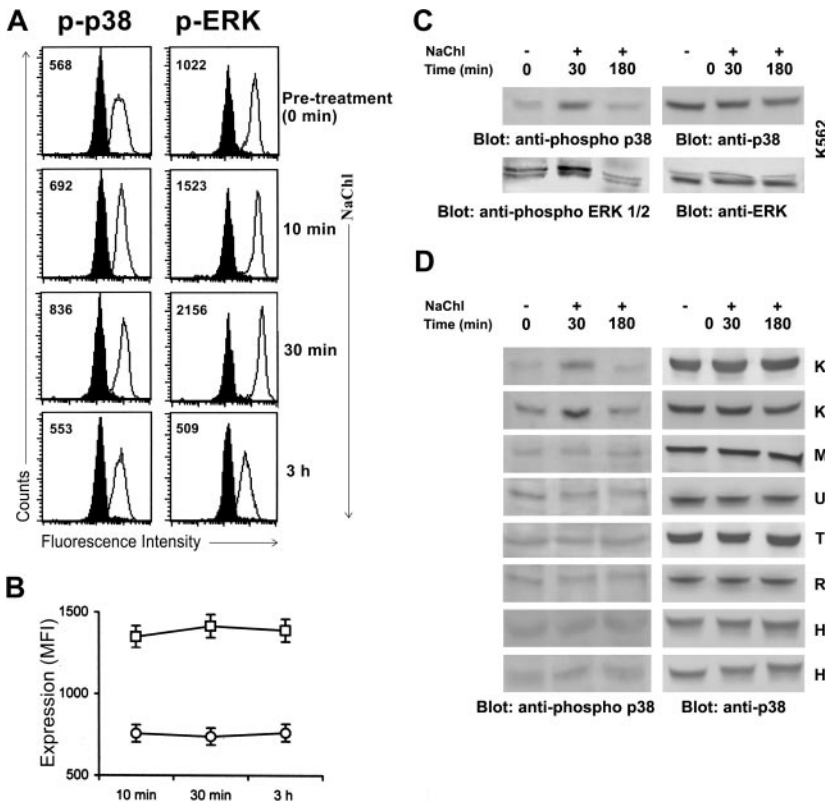 A
p-p38 p-ERK
568 1022
Pre-treatment
(0 min)
692 1523
10 min
836 2156
30 min
553 509
3 h
NaChl
Counts
Fluorescence Intensity
B
Expression (MFI)
1500
1000
500
10 min 30 min 3 h
C
NaChl - + + - + +
Time (min) 0 30 180 0 30 180
Blot: anti-phospho p38 Blot: anti-p38
Blot: anti-phospho ERK 1/2 Blot: anti-ERK
K562
D
NaChl - + + - + +
Time (min) 0 30 180 0 30 180
K
K
M
U
T
R
H
H
Blot: anti-phospho p38 Blot: anti-p38